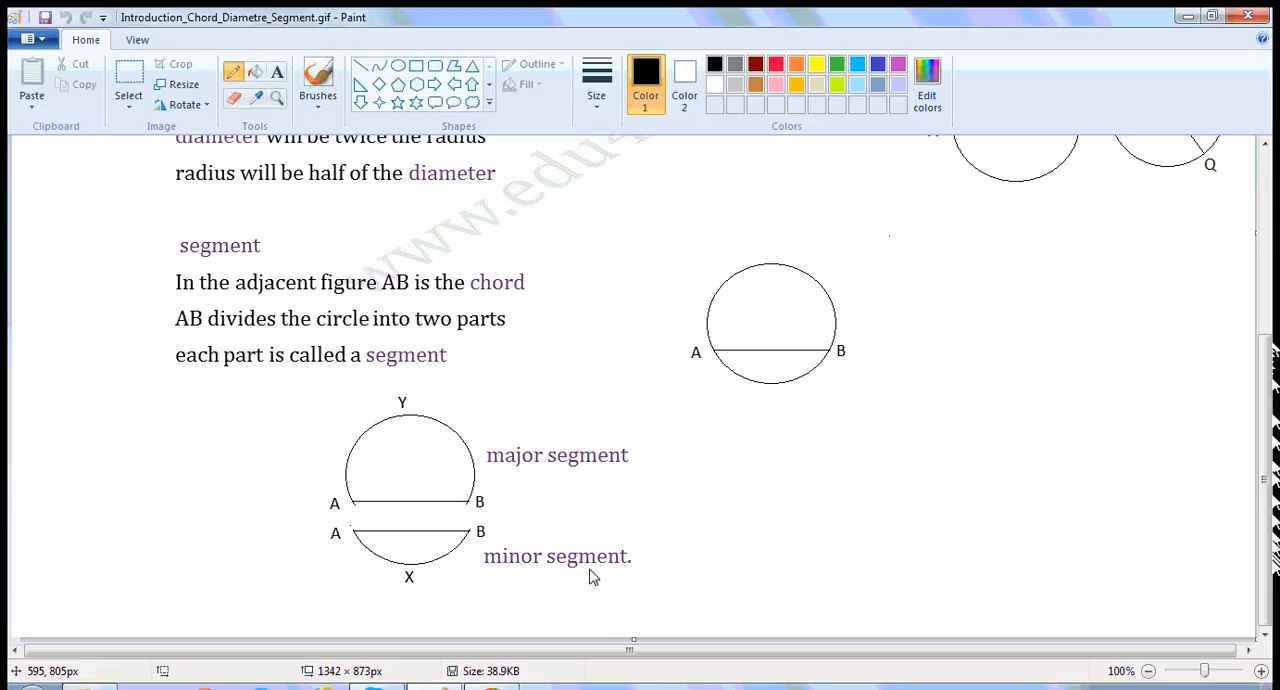 Introduction_Chord_Diametre_Segment.gif - Paint
Home View
Paste
Cut
Copy
Clipboard
Select
Crop
Resize
Rotate
Image
Tools
Brushes
Shapes
Outline
Fill
Size
Color 1
Color 2
Edit colors
Colors
diameter will be twice the radius
radius will be half of the diameter
Q
www.edu
segment
In the adjacent figure AB is the chord
AB divides the circle into two parts
each part is called a segment
A B
Y
major segment
A B
A B
minor segment.
X
595, 805px
1342 × 873px
Size: 38.9KB
100%